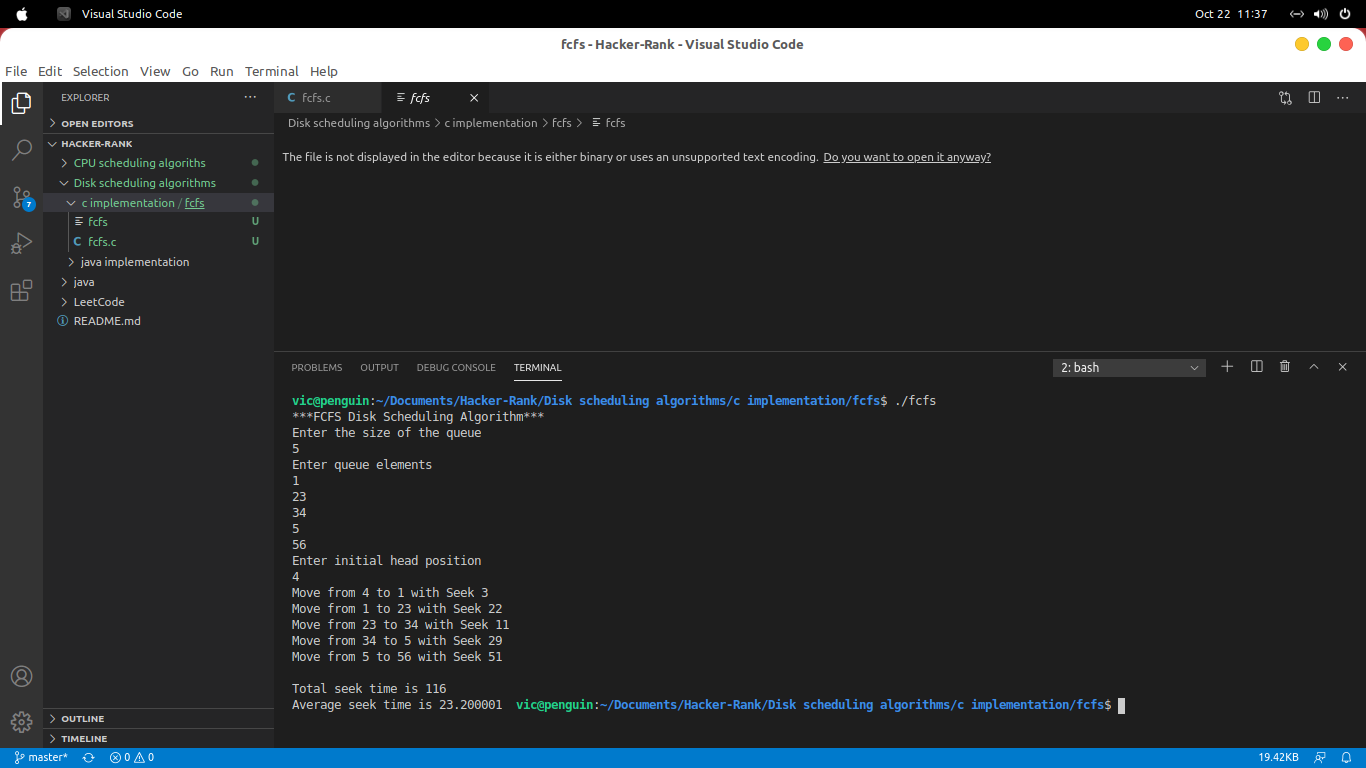 Visual Studio Code
Oct 22 11:37
fcfs - Hacker-Rank - Visual Studio Code
File Edit Selection View Go Run Terminal Help
EXPLORER
OPEN EDITORS
HACKER-RANK
CPU scheduling algoriths
Disk scheduling algorithms
c implementation / fcfs
fcfs U
fcfs.c U
java implementation
java
LeetCode
README.md
OUTLINE
TIMELINE
7
C fcfs.c
fcfs
Disk scheduling algorithms > c implementation > fcfs > fcfs
The file is not displayed in the editor because it is either binary or uses an unsupported text encoding. Do you want to open it anyway?
PROBLEMS OUTPUT DEBUG CONSOLE TERMINAL
2: bash
vic@penguin:~/Documents/Hacker-Rank/Disk scheduling algorithms/c implementation/fcfs$ ./fcfs
***FCFS Disk Scheduling Algorithm***
Enter the size of the queue
5
Enter queue elements
1
23
34
5
56
Enter initial head position
4
Move from 4 to 1 with Seek 3
Move from 1 to 23 with Seek 22
Move from 23 to 34 with Seek 11
Move from 34 to 5 with Seek 29
Move from 5 to 56 with Seek 51
Total seek time is 116
Average seek time is 23.200001 vic@penguin:~/Documents/Hacker-Rank/Disk scheduling algorithms/c implementation/fcfs$
master* 0 0
19.42KB